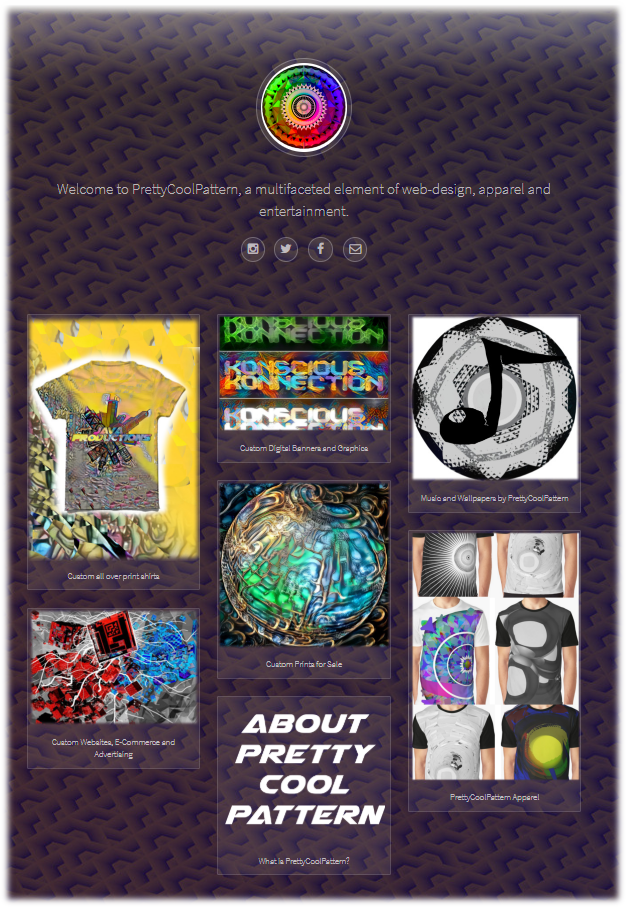 Welcome to PrettyCoolPattern, a multifaceted element of web-design, apparel and
entertainment.
KONSCIOUS
KONNECTION
KONSCIOUS
KONNECTION
KONSCIOUS
Custom Digital Banners and Graphics
Music and Wallpapers by PrettyCoolPattern
PRODUCTIONS
Custom all over print shirts
Custom Prints for Sale
Custom Websites, E-Commerce and
Advertising
ABOUT
PRETTY
COOL
PATTERN
What is PrettyCoolPattern?
PrettyCoolPattern Apparel